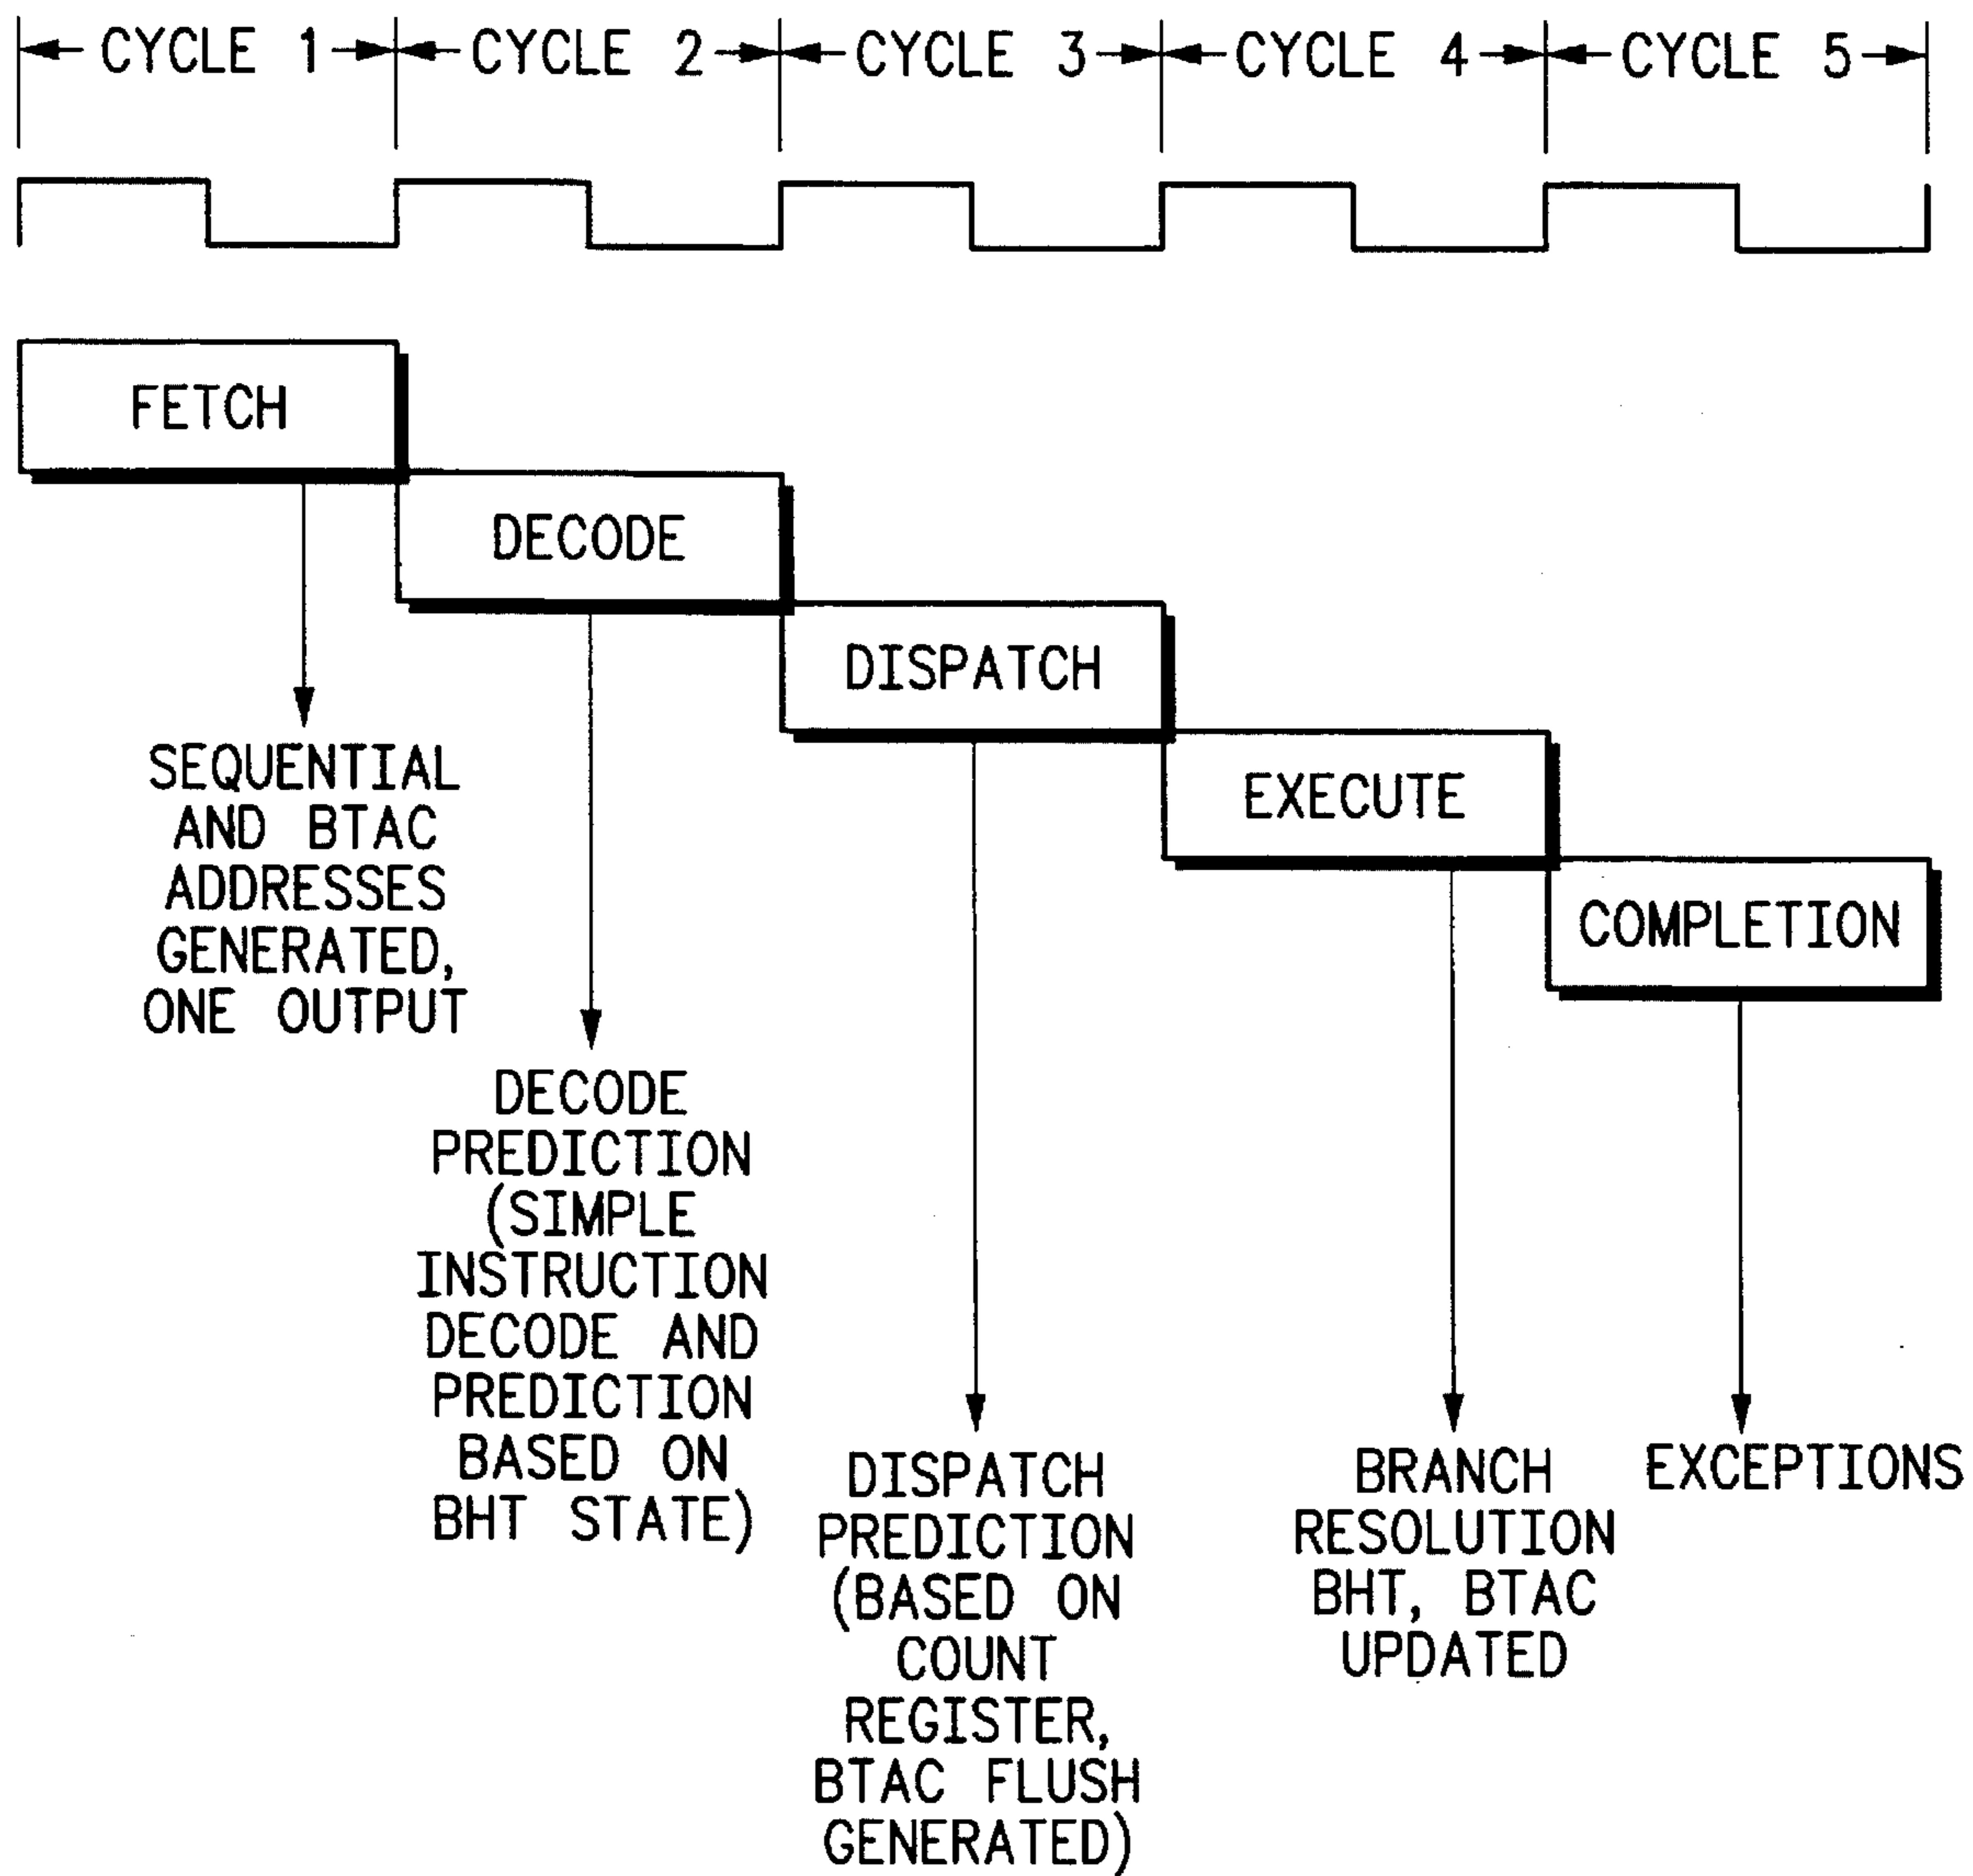 CYCLE 1 CYCLE 2 CYCLE 3 CYCLE 4 CYCLE 5
FETCH
DECODE
DISPATCH
EXECUTE
COMPLETION
SEQUENTIAL
AND BTAC
ADDRESSES
GENERATED,
ONE OUTPUT
DECODE
PREDICTION
(SIMPLE
INSTRUCTION
DECODE AND
PREDICTION
BASED ON
BHT STATE)
DISPATCH
PREDICTION
(BASED ON
COUNT
REGISTER,
BTAC FLUSH
GENERATED)
BRANCH
RESOLUTION
BHT, BTAC
UPDATED
EXCEPTIONS